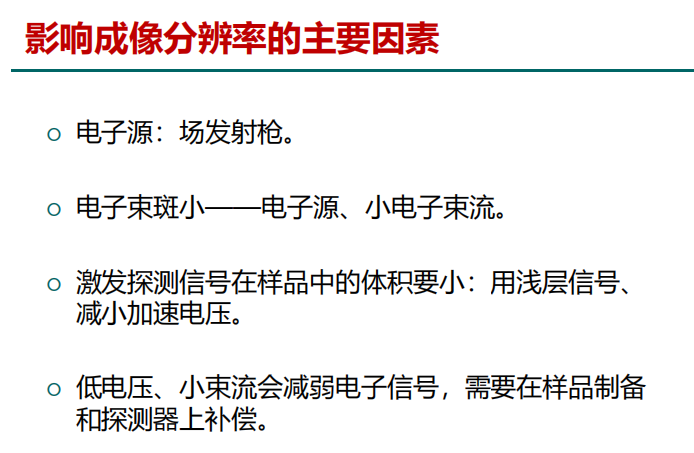 影响成像分辨率的主要因素
电子源：场发射枪。
电子束斑小——电子源、小电子束流。
激发探测信号在样品中的体积要小：用浅层信号、
减小加速电压。
低电压、小束流会减弱电子信号，需要在样品制备
和探测器上补偿。